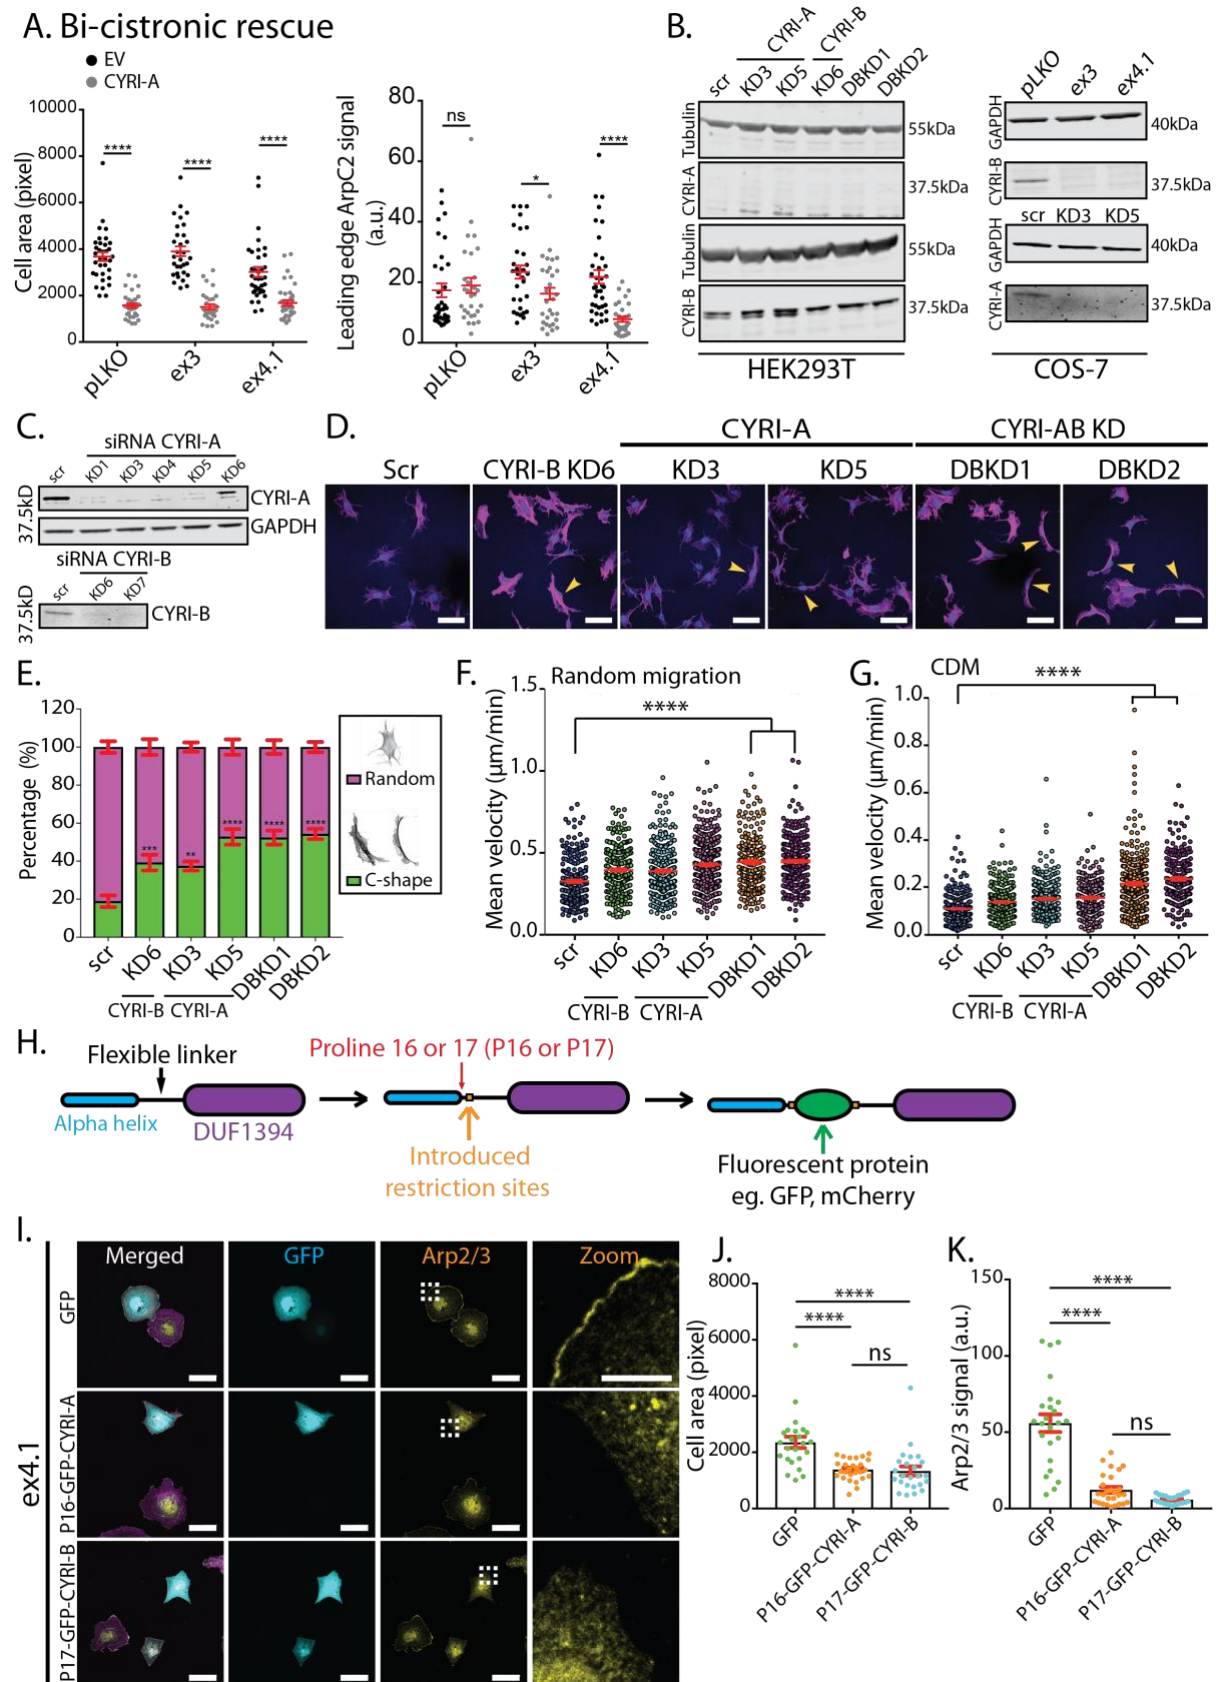 A. Bi-cistronic rescue
EV
CYRI-A
Cell area (pixel)
10000
8000
6000
4000
2000
0
****
****
****
pLKO
ex3
ex4.1
Leading edge ArpC2 signal
(a.u.)
80
60
40
20
0
ns
*
****
pLKO
ex3
ex4.1
B.
CYRI-A
CYRI-B
scr
KD3
KD5
KD6
DBKD1
DBKD2
Tubulin
55kDa
CYRI-A
37.5kDa
Tubulin
55kDa
CYRI-B
37.5kDa
HEK293T
pLKO
ex3
ex4.1
GAPDH
40kDa
CYRI-B
37.5kDa
scr
KD3
KD5
GAPDH
40kDa
CYRI-A
37.5kDa
COS-7
C.
siRNA CYRI-A
scr
KD1
KD3
KD4
KD5
KD6
37.5kD
CYRI-A
GAPDH
siRNA CYRI-B
scr
KD6
KD7
37.5kD
CYRI-B
D.
CYRI-A
CYRI-AB KD
Scr
CYRI-B KD6
KD3
KD5
DBKD1
DBKD2
E.
Percentage (%)
120
100
80
60
40
20
0
***
**
****
****
****
scr
KD6
KD3
KD5
DBKD1
DBKD2
CYRI-B
CYRI-A
Random
C-shape
F.
Random migration
Mean velocity (μm/min)
1.5
1.0
0.5
0.0
****
scr
KD6
KD3
KD5
DBKD1
DBKD2
CYRI-B
CYRI-A
G.
CDM
Mean velocity (μm/min)
1.0
0.8
0.6
0.4
0.2
0.0
****
scr
KD6
KD3
KD5
DBKD1
DBKD2
CYRI-B
CYRI-A
H.
Flexible linker
Alpha helix
DUF1394
Proline 16 or 17 (P16 or P17)
Introduced
restriction sites
Fluorescent protein
eg. GFP, mCherry
I.
Merged
GFP
Arp2/3
Zoom
ex4.1
GFP
P16-GFP-CYRI-A
P17-GFP-CYRI-B
J.
Cell area (pixel)
8000
6000
4000
2000
0
****
****
ns
GFP
P16-GFP-CYRI-A
P17-GFP-CYRI-B
K.
Arp2/3 signal (a.u.)
150
100
50
0
****
****
ns
GFP
P16-GFP-CYRI-A
P17-GFP-CYRI-B